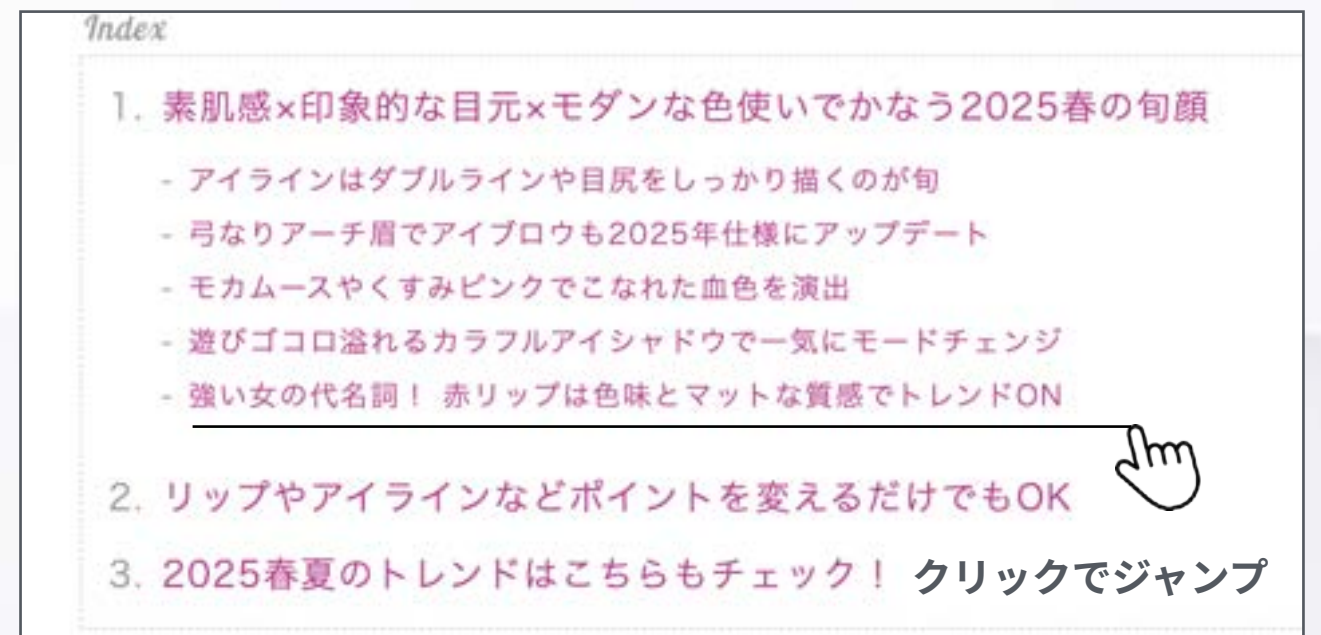 Index
1. 素肌感×印象的な目元×モダンな色使いでかなう2025春の旬顔
- アイラインはダブルラインや目尻をしっかり描くのが旬
- 弓なりアーチ眉でアイブロウも2025年仕様にアップデート
- モカムースやくすみピンクでこなれた血色を演出
- 遊びゴコロ溢れるカラフルアイシャドウで一気にモードチェンジ
- 強い女の代名詞！ 赤リップは色味とマットな質感でトレンドON
2. リップやアイラインなどポイントを変えるだけでもOK
3. 2025春夏のトレンドはこちらもチェック！ クリックでジャンプ